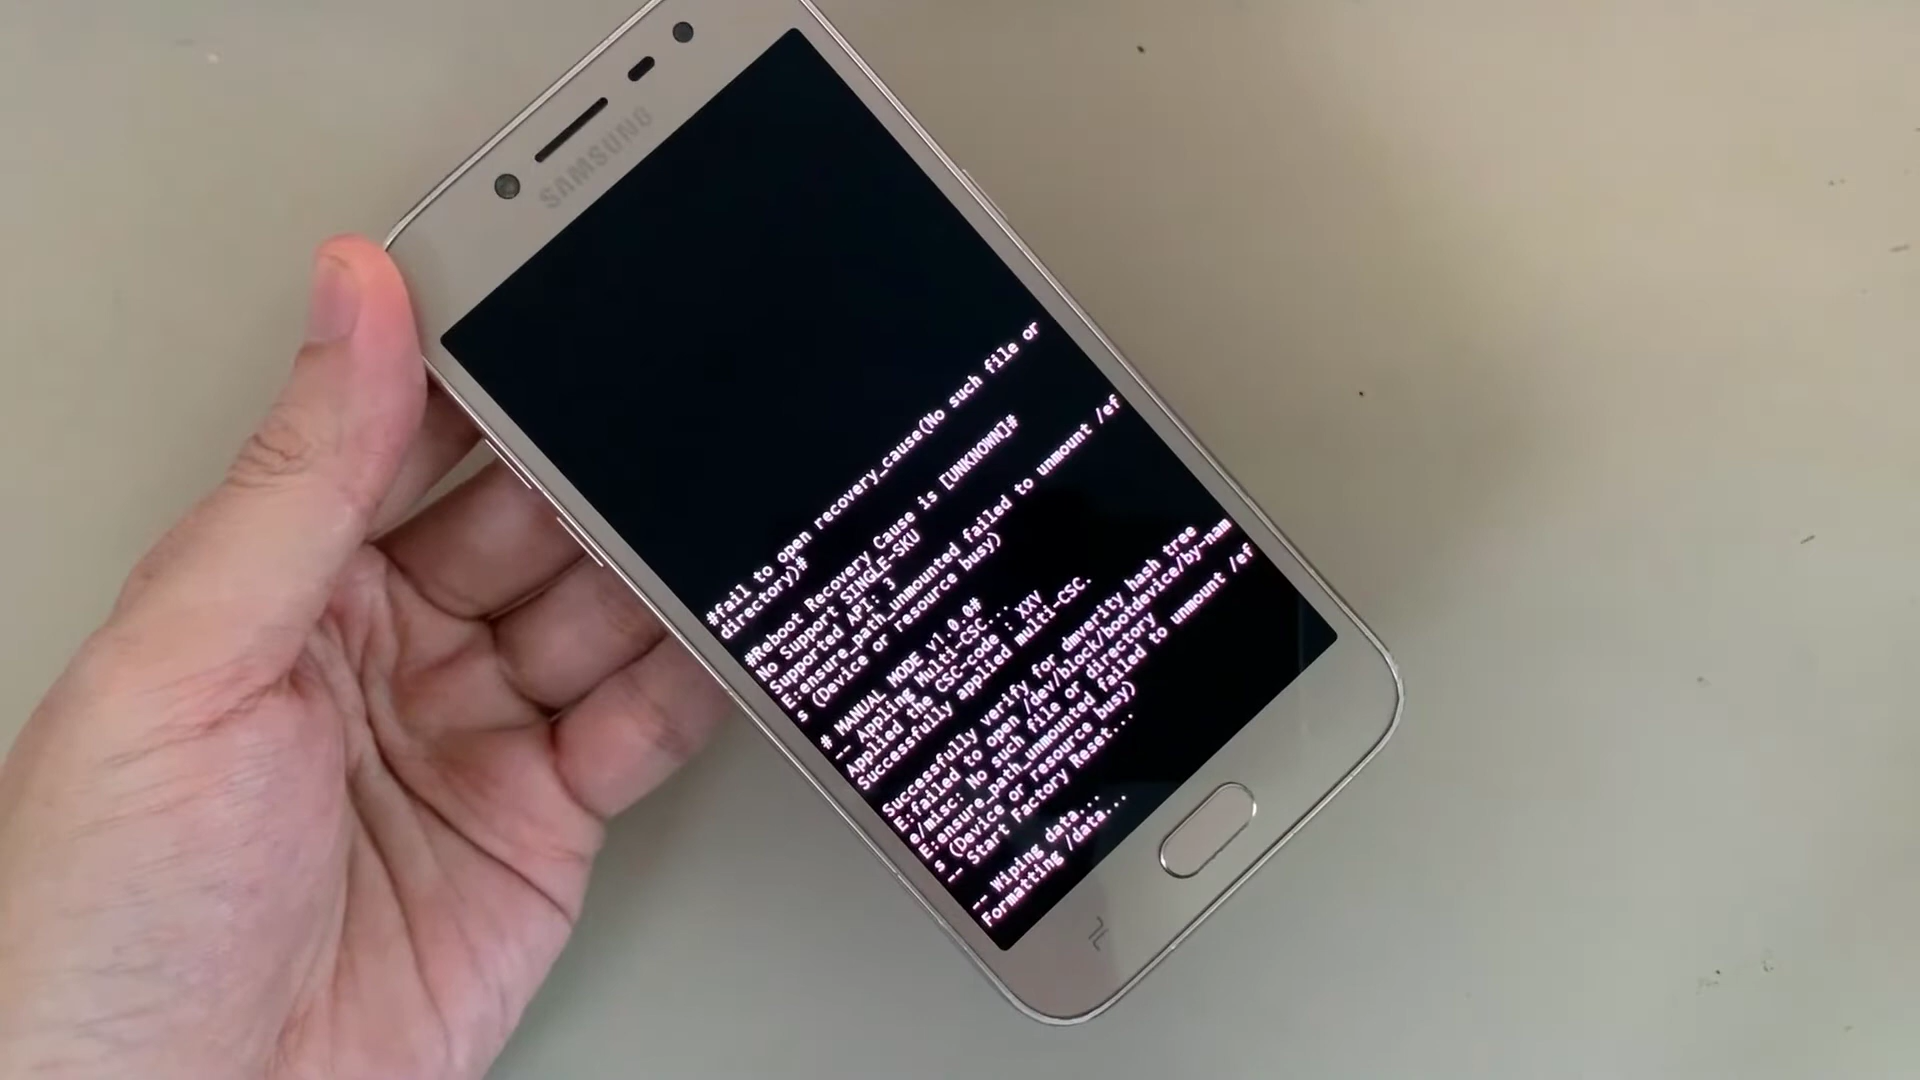 SAMSUNG
#fail to open recovery_cause(No such file or
directory)#
#Reboot Recovery Cause is [UNKNOWN]#
No Support SINGLE-SKU
Supported API: 3
E:ensure_path_unmounted failed to unmount /ef
s (Device or resource busy)
# MANUAL MODE v1.0.0#
-- Appling Multi-CSC...
Applied the CSC-code : XXV
Successfully applied multi-CSC.
Successfully verify for dmverity hash tree
E:failed to open /dev/block/bootdevice/by-nam
e/misc: No such file or directory
E:ensure_path_unmounted failed to unmount /ef
s (Device or resource busy)
-- Start Factory Reset...
-- Wiping data...
Formatting /data...